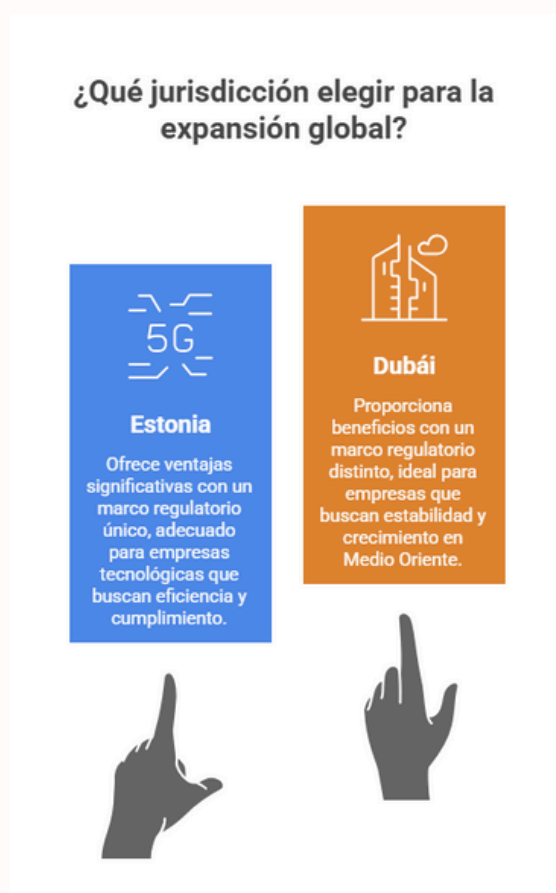 ¿Qué jurisdicción elegir para la
expansión global?
5G
Estonia
Ofrece ventajas
significativas con un
marco regulatorio
único, adecuado
para empresas
tecnológicas que
buscan eficiencia y
cumplimiento.
Dubái
Proporciona
beneficios con un
marco regulatorio
distinto, ideal para
empresas que
buscan estabilidad y
crecimiento en
Medio Oriente.